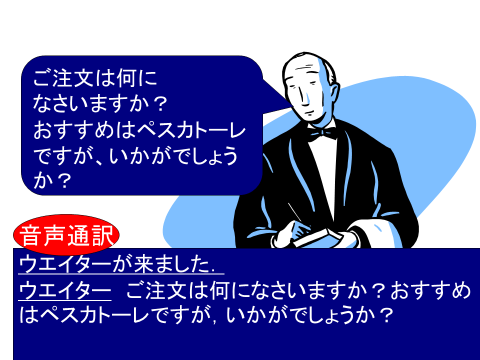 ご注文は何に
なさいますか？
おすすめはペスカトーレ
ですが、いかがでしょう
か？
音声通訳
ウエイターが来ました．
ウエイター　ご注文は何になさいますか？おすすめ
はペスカトーレですが，いかがでしょうか？